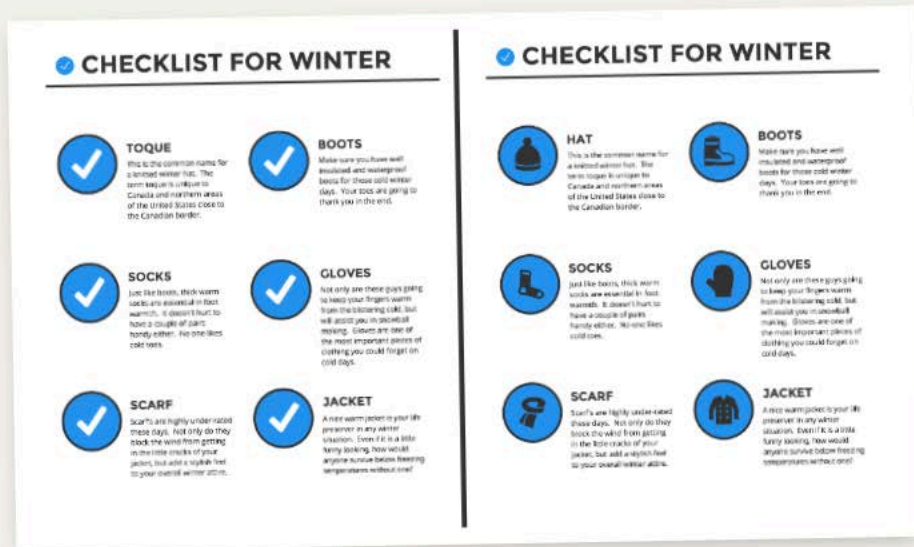 CHECKLIST FOR WINTER
TOQUE
This is the common name for
a knitted winter hat. The
term toque is unique to
Canada and northern areas
of the United States close to
the Canadian border.
BOOTS
Make sure you have well
insulated and waterproof
boots for those cold winter
days. Your toes are going to
thank you in the end.
SOCKS
Just like boots, thick warm
socks are essential in foot
warmth. It doesn't hurt to
have a couple of pairs
handy either. No one likes
cold toes.
GLOVES
Not only are these guys going
to keep your fingers warm
from the blistering cold, but
will assist you in snowball
making. Gloves are one of
the most important pieces of
clothing you could forget on
cold days.
SCARF
Scarfs are highly under-rated
these days. Not only do they
block the wind from getting
in the little cracks of your
jacket, but add a stylish feel
to your overall winter attire.
JACKET
A nice warm jacket is your life
preserver in any winter
situation. Even if it is a little
funny looking, how would
anyone survive below freezing
temperatures without one?
CHECKLIST FOR WINTER
HAT
This is the common name for
a knitted winter hat. The
term toque is unique to
Canada and northern areas
of the United States close to
the Canadian border.
BOOTS
Make sure you have well
insulated and waterproof
boots for those cold winter
days. Your toes are going to
thank you in the end.
SOCKS
Just like boots, thick warm
socks are essential in foot
warmth. It doesn't hurt to
have a couple of pairs
handy either. No one likes
cold toes.
GLOVES
Not only are these guys going
to keep your fingers warm
from the blistering cold, but
will assist you in snowball
making. Gloves are one of
the most important pieces of
clothing you could forget on
cold days.
SCARF
Scarfs are highly under-rated
these days. Not only do they
block the wind from getting
in the little cracks of your
jacket, but add a stylish feel
to your overall winter attire.
JACKET
A nice warm jacket is your life
preserver in any winter
situation. Even if it is a little
funny looking, how would
anyone survive below freezing
temperatures without one?